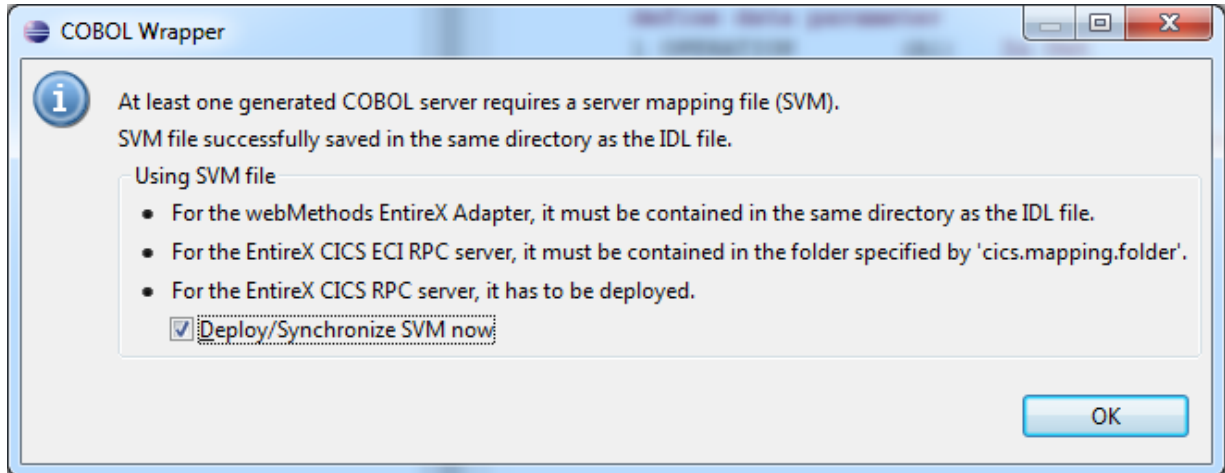 define data parameter
COBOL Wrapper
At least one generated COBOL server requires a server mapping file (SVM).
SVM file successfully saved in the same directory as the IDL file.
Using SVM file
• For the webMethods EntireX Adapter, it must be contained in the same directory as the IDL file.
• For the EntireX CICS ECI RPC server, it must be contained in the folder specified by 'cics.mapping.folder'.
• For the EntireX CICS RPC server, it has to be deployed.
Deploy/Synchronize SVM now
OK